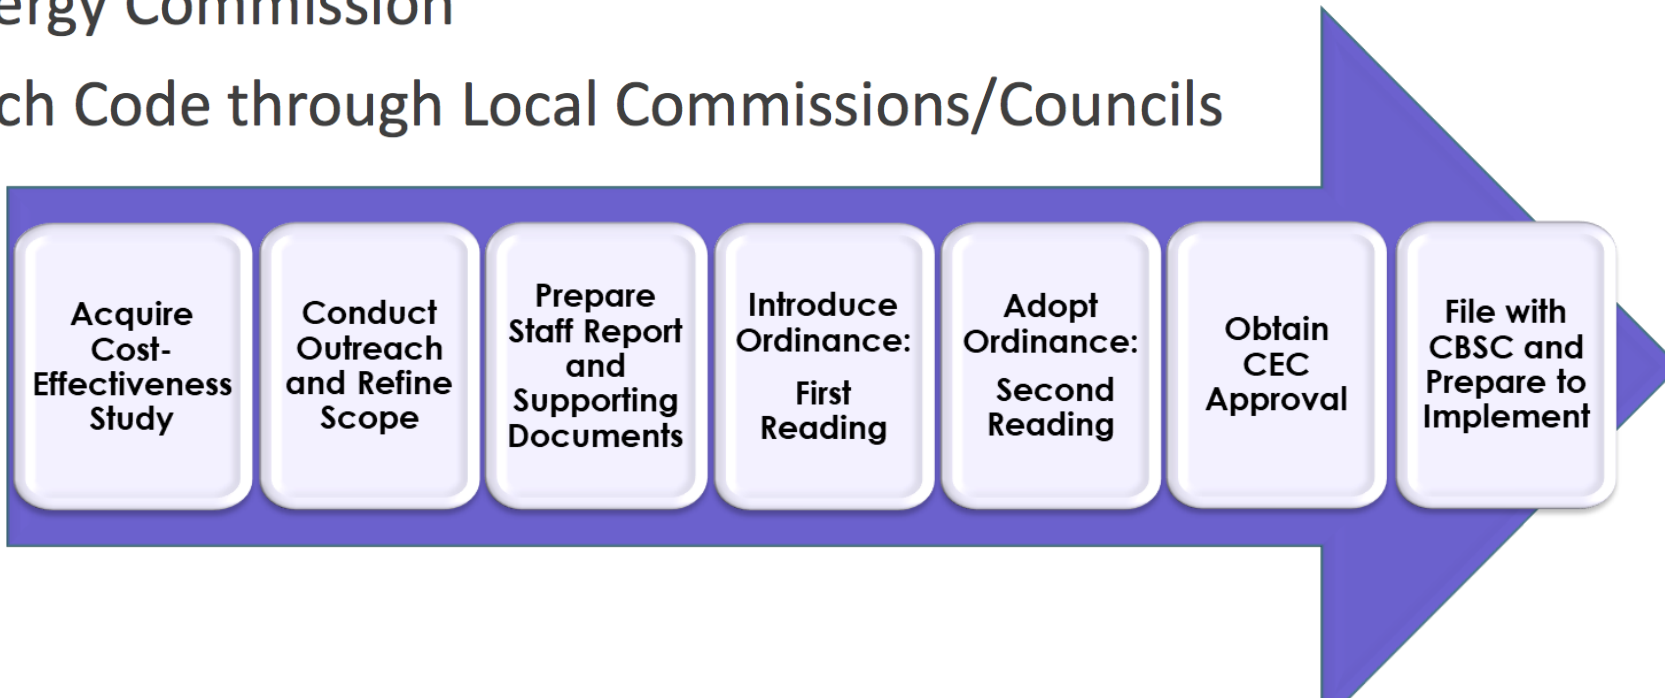 ergy Commission
ch Code through Local Commissions/Councils
Acquire
Cost-
Effectiveness
Study
Conduct
Outreach
and Refine
Scope
Prepare
Staff Report
and
Supporting
Documents
Introduce
Ordinance:
First
Reading
Adopt
Ordinance:
Second
Reading
Obtain
CEC
Approval
File with
CBSC and
Prepare to
Implement